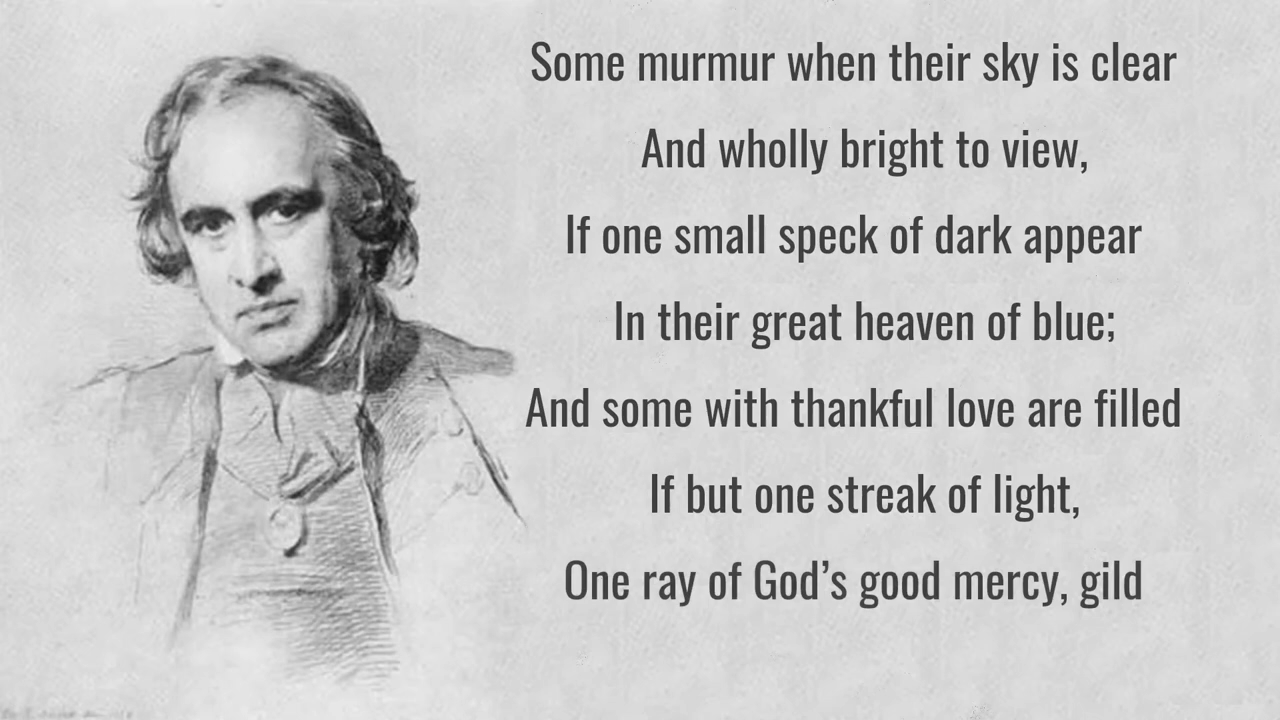 Some murmur when their sky is clear
And wholly bright to view,
If one small speck of dark appear
In their great heaven of blue;
And some with thankful love are filled
If but one streak of light,
One ray of God’s good mercy, gild